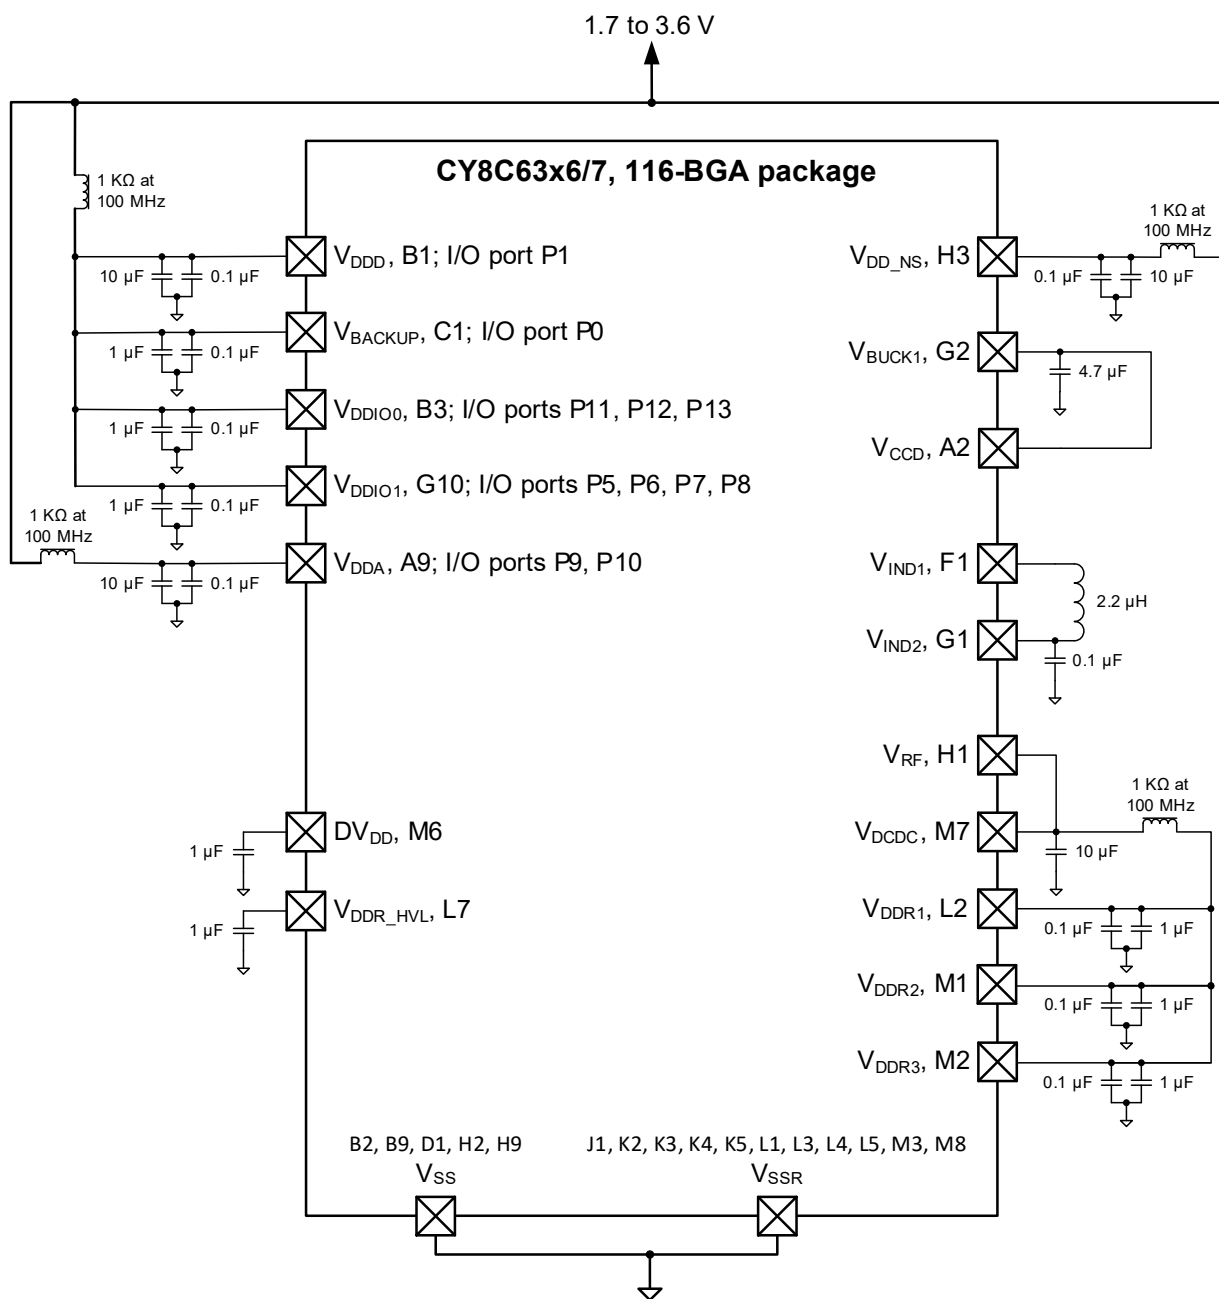 1.7 to 3.6 V
CY8C63x6/7, 116-BGA package
1 KΩ at
100 MHz
1 KΩ at
100 MHz
VDDD, B1; I/O port P1
10 µF
0.1 µF
VDD_NS, H3
0.1 µF
10 µF
VBACKUP, C1; I/O port P0
1 µF
0.1 µF
VBUCK1, G2
4.7 µF
VDDIO0, B3; I/O ports P11, P12, P13
1 µF
0.1 µF
VCCD, A2
VDDIO1, G10; I/O ports P5, P6, P7, P8
1 µF
0.1 µF
1 KΩ at
100 MHz
VDDA, A9; I/O ports P9, P10
10 µF
0.1 µF
VIND1, F1
2.2 µH
VIND2, G1
0.1 µF
VRF, H1
1 KΩ at
100 MHz
DVDD, M6
1 µF
VDCDC, M7
10 µF
VDDR_HVL, L7
1 µF
VDDR1, L2
0.1 µF
1 µF
VDDR2, M1
0.1 µF
1 µF
VDDR3, M2
0.1 µF
1 µF
B2, B9, D1, H2, H9
VSS
J1, K2, K3, K4, K5, L1, L3, L4, L5, M3, M8
VSSR